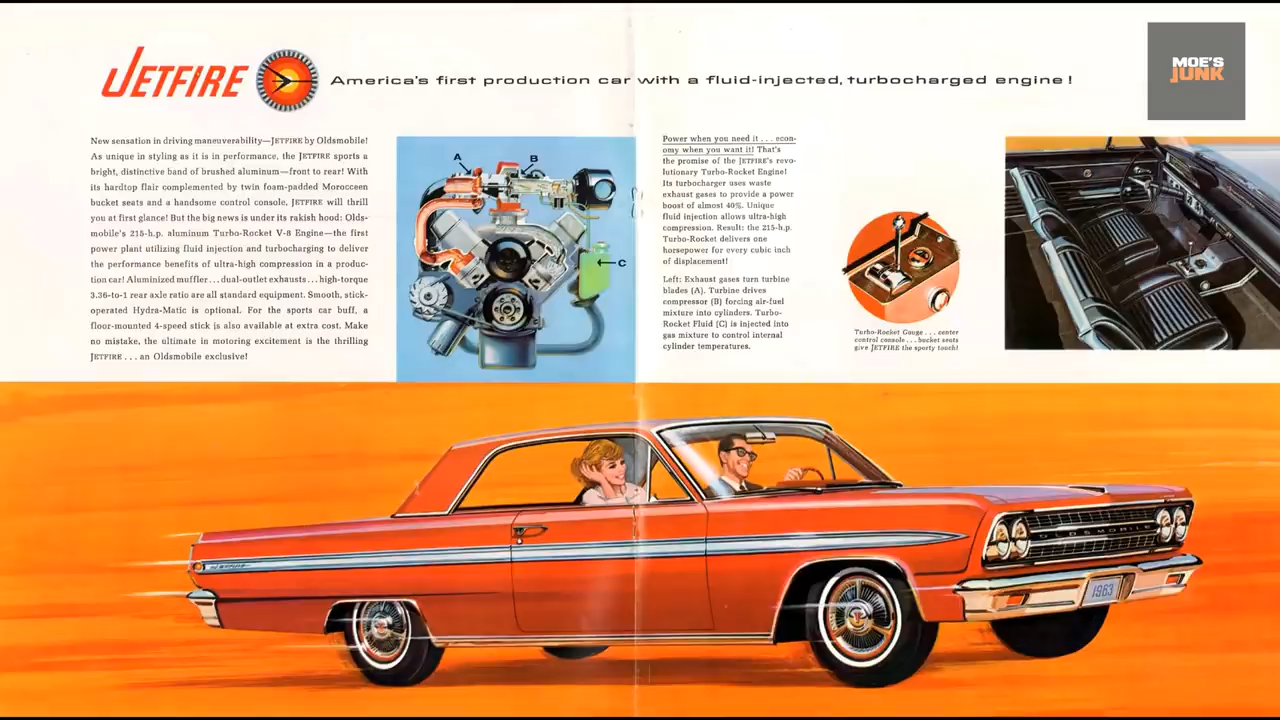 JETFIRE
America's first production car with a fluid-injected, turbocharged engine!
MOE'S
JUNK
New sensation in driving maneuverability—JETFIRE by Oldsmobile!
As unique in styling as it is in performance, the JETFIRE sports a
bright, distinctive band of brushed aluminum—front to rear! With
its hardtop flair complemented by twin foam-padded Morocceen
bucket seats and a handsome control console, JETFIRE will thrill
you at first glance! But the big news is under its rakish hood: Olds-
mobile's 215-h.p. aluminum Turbo-Rocket V-8 Engine—the first
power plant utilizing fluid injection and turbocharging to deliver
the performance benefits of ultra-high compression in a produc-
tion car! Aluminized muffler...dual-outlet exhausts...high-torque
3.36-to-1 rear axle ratio are all standard equipment. Smooth, stick-
operated Hydra-Matic is optional. For the sports car buff, a
floor-mounted 4-speed stick is also available at extra cost. Make
no mistake, the ultimate in motoring excitement is the thrilling
JETFIRE...an Oldsmobile exclusive!
A
B
C
Power when you need it...econ-
omy when you want it! That's
the promise of the JETFIRE's revo-
lutionary Turbo-Rocket Engine!
Its turbocharger uses waste
exhaust gases to provide a power
boost of almost 40%. Unique
fluid injection allows ultra-high
compression. Result: the 215-h.p.
Turbo-Rocket delivers one
horsepower for every cubic inch
of displacement!
Left: Exhaust gases turn turbine
blades (A). Turbine drives
compressor (B) forcing air-fuel
mixture into cylinders. Turbo-
Rocket Fluid (C) is injected into
gas mixture to control internal
cylinder temperatures.
Turbo-Rocket Gauge...center
control console...bucket seats
give JETFIRE the sporty touch!
OLDSMOBILE
1963